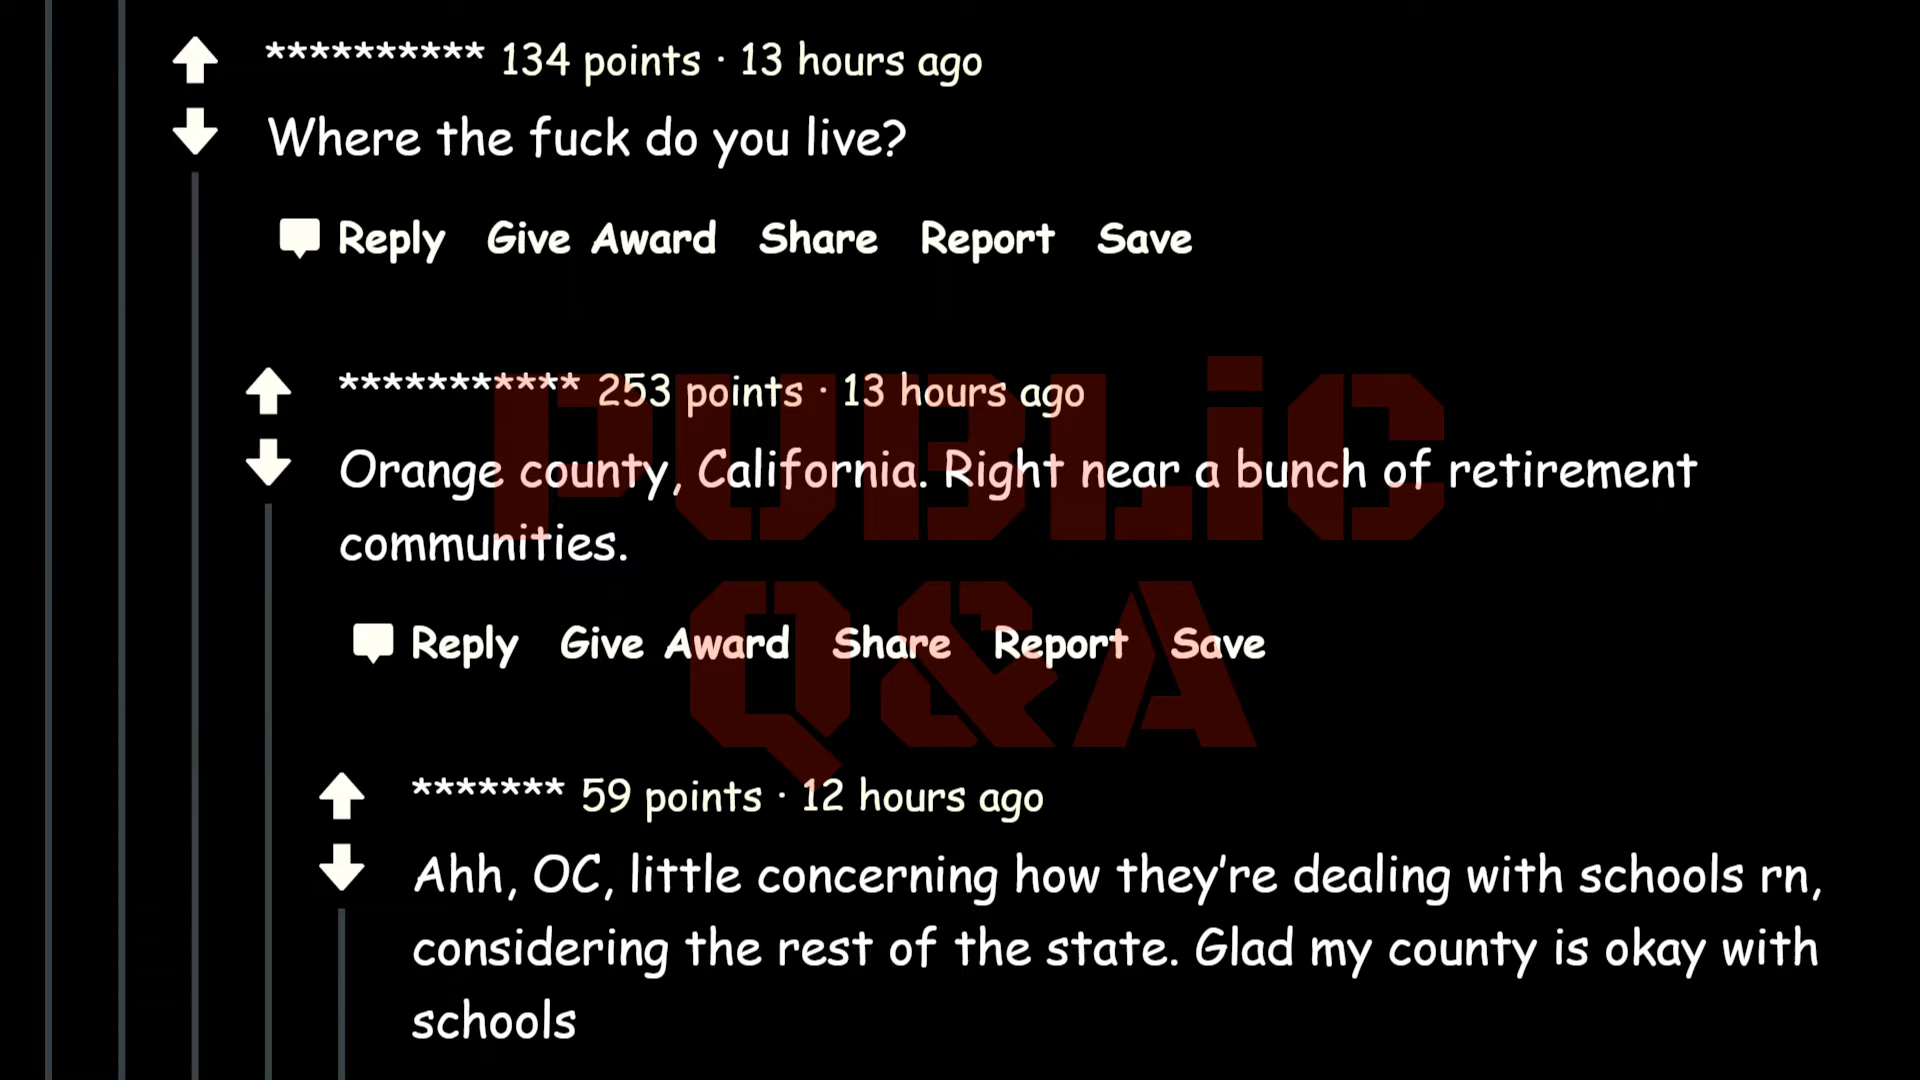 ********** 134 points · 13 hours ago
Where the fuck do you live?
Reply Give Award Share Report Save
*********** 253 points · 13 hours ago
Orange county, California. Right near a bunch of retirement
communities.
Reply Give Award Share Report Save
******* 59 points · 12 hours ago
Ahh, OC, little concerning how they're dealing with schools rn,
considering the rest of the state. Glad my county is okay with
schools
PUBLiC
Q&A